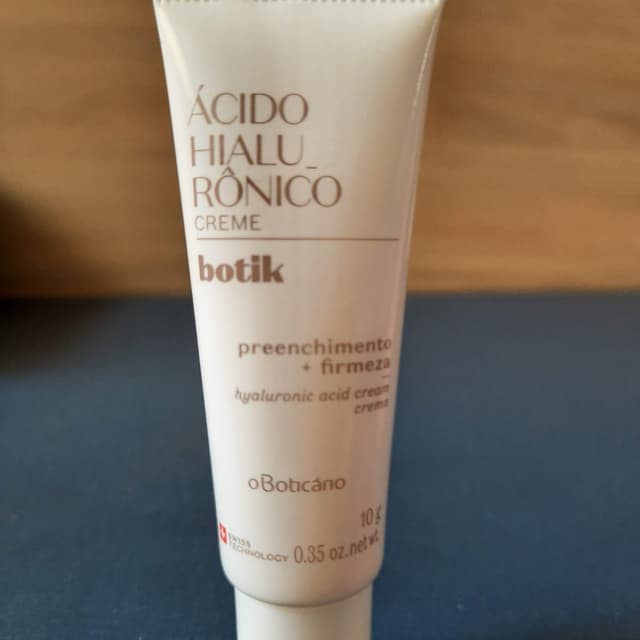 ÁCIDO
HIALU_
RÔNICO
CREME
botik
preenchimento
+ firmeza
hyaluronic acid cream
crema
oBoticário
10 g
SWISS
TECHNOLOGY 0.35 oz.net wt.